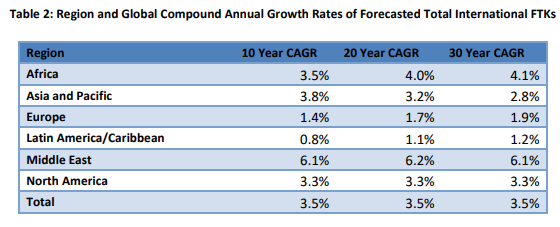 Table 2: Region and Global Compound Annual Growth Rates of Forecasted Total International FTKs
Region 10 Year CAGR 20 Year CAGR 30 Year CAGR
Africa 3.5% 4.0% 4.1%
Asia and Pacific 3.8% 3.2% 2.8%
Europe 1.4% 1.7% 1.9%
Latin America/Caribbean 0.8% 1.1% 1.2%
Middle East 6.1% 6.2% 6.1%
North America 3.3% 3.3% 3.3%
Total 3.5% 3.5% 3.5%